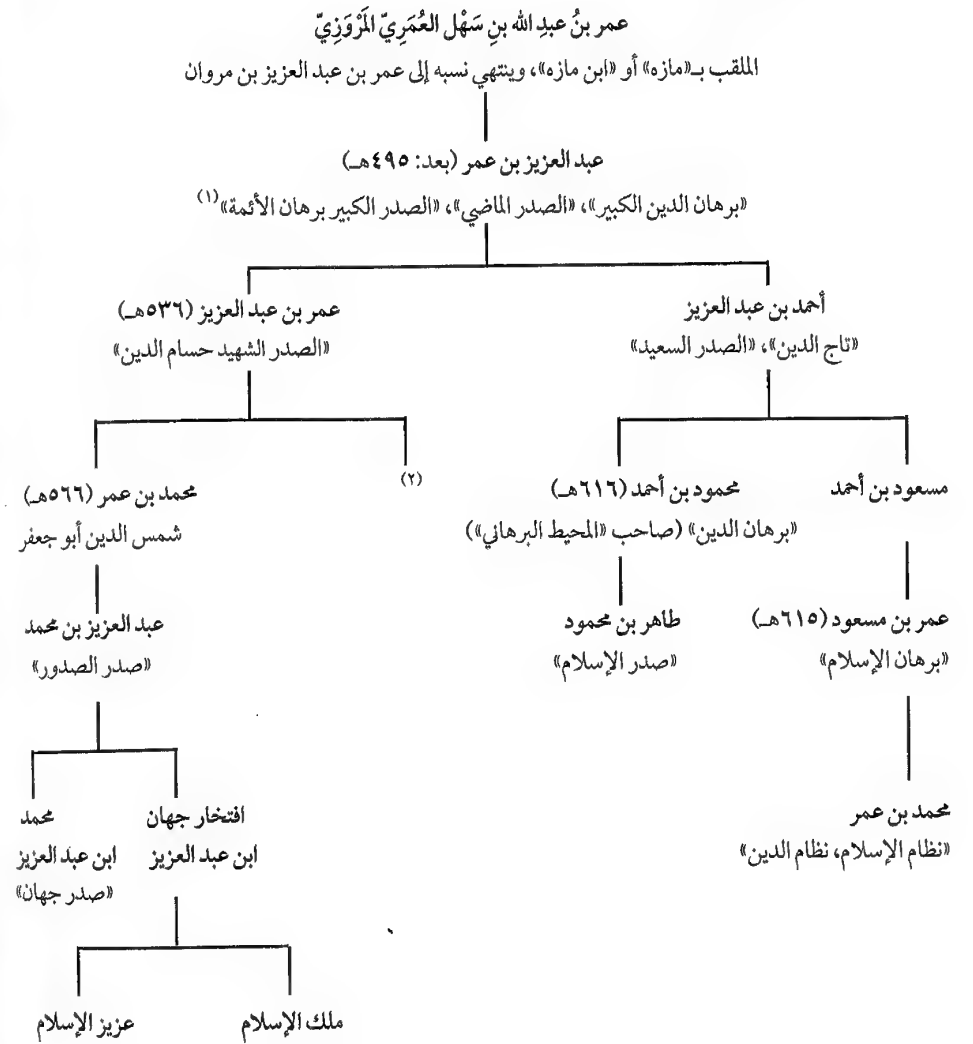 عمر بنُ عبدِ الله بنِ سَهْل العُمَرِيّ المَرْوَزِيّ
الملقب بـ«مازه» أو «ابن مازه»، وينتهي نسبه إلى عمر بن عبد العزيز بن مروان
عبد العزيز بن عمر (بعد: ٤٩٥هـ)
«برهان الدين الكبير»، «الصدر الماضي»، «الصدر الكبير برهان الأئمة»(١)
أحمد بن عبد العزيز
«تاج الدين»، «الصدر السعيد»
عمر بن عبد العزيز (٥٣٦هـ)
«الصدر الشهيد حسام الدين»
مسعود بن أحمد
محمود بن أحمد (٦١٦هـ)
«برهان الدين» (صاحب «المحيط البرهاني»)
(٢)
محمد بن عمر (٥٦٦هـ)
شمس الدين أبو جعفر
عمر بن مسعود (٦١٥هـ)
«برهان الإسلام»
طاهر بن محمود
«صدر الإسلام»
عبد العزيز بن محمد
«صدر الصدور»
محمد بن عمر
«نظام الإسلام، نظام الدين»
افتخار جهان
ابن عبد العزيز
محمد
ابن عبد العزيز
«صدر جهان»
ملك الإسلام
عزيز الإسلام